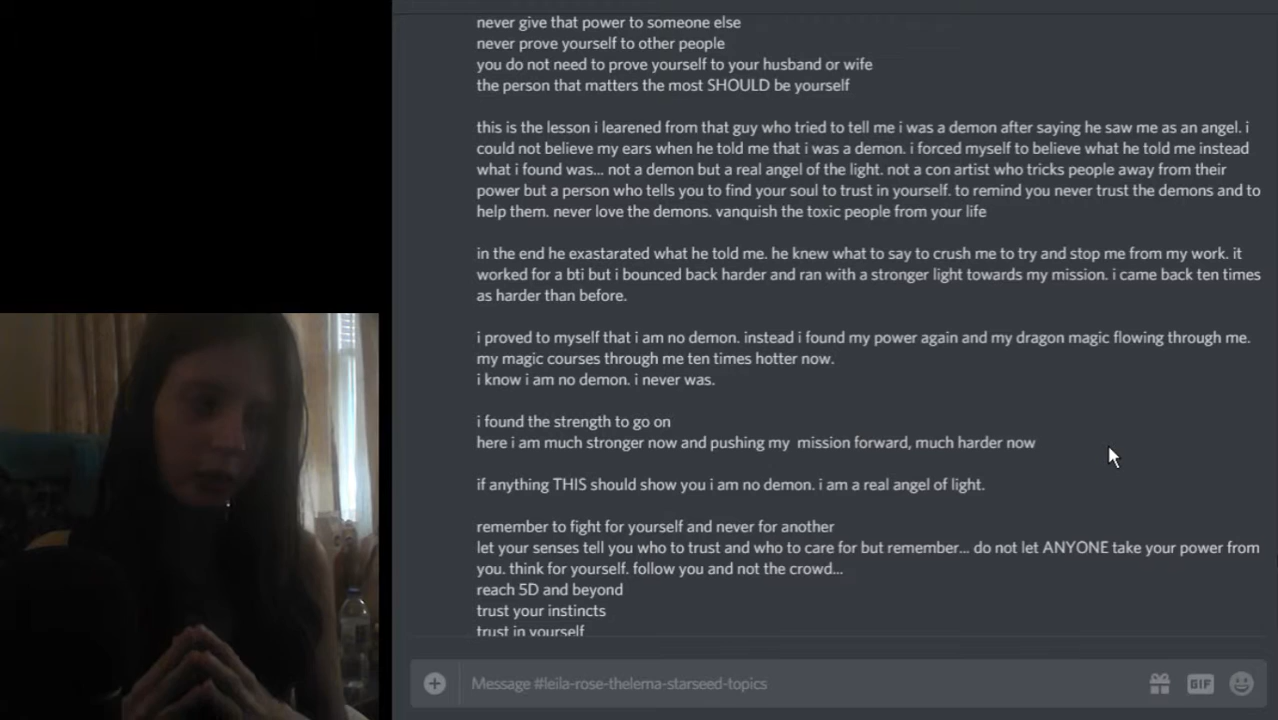 never give that power to someone else
never prove yourself to other people
you do not need to prove yourself to your husband or wife
the person that matters the most SHOULD be yourself
this is the lesson i learened from that guy who tried to tell me i was a demon after saying he saw me as an angel. i
could not believe my ears when he told me that i was a demon. i forced myself to believe what he told me instead
what i found was... not a demon but a real angel of the light. not a con artist who tricks people away from their
power but a person who tells you to find your soul to trust in yourself. to remind you never trust the demons and to
help them. never love the demons. vanquish the toxic people from your life
in the end he exastarated what he told me. he knew what to say to crush me to try and stop me from my work. it
worked for a bti but i bounced back harder and ran with a stronger light towards my mission. i came back ten times
as harder than before.
i proved to myself that i am no demon. instead i found my power again and my dragon magic flowing through me.
my magic courses through me ten times hotter now.
i know i am no demon. i never was.
i found the strength to go on
here i am much stronger now and pushing my  mission forward, much harder now
if anything THIS should show you i am no demon. i am a real angel of light.
remember to fight for yourself and never for another
let your senses tell you who to trust and who to care for but remember... do not let ANYONE take your power from
you. think for yourself. follow you and not the crowd...
reach 5D and beyond
trust your instincts
trust in yourself
Message #leila-rose-thelema-starseed-topics
GIF